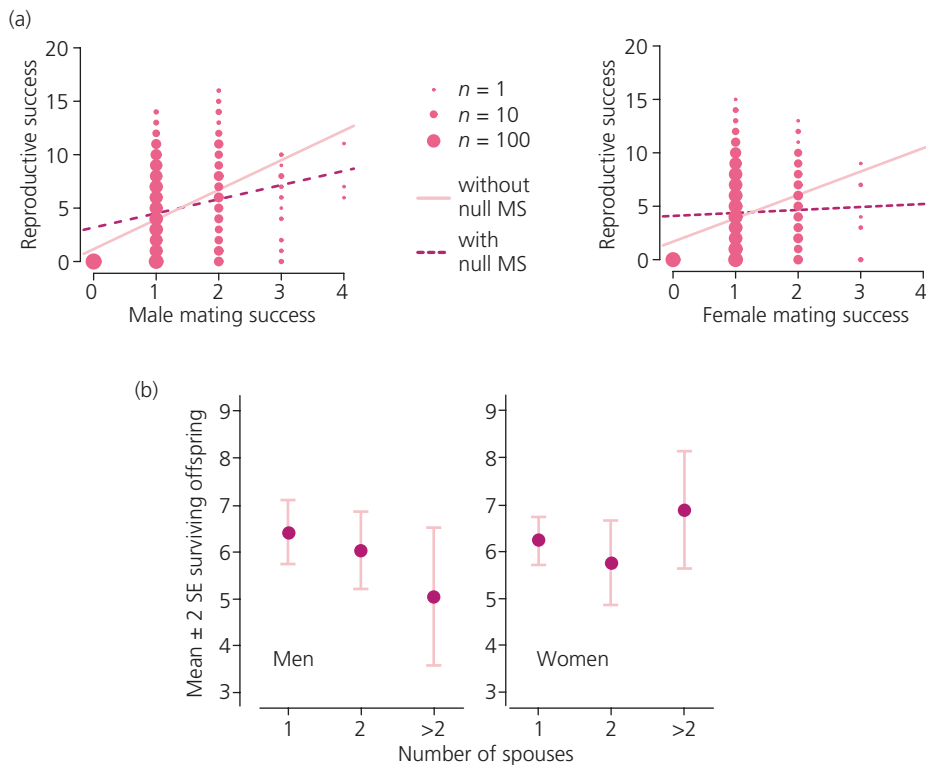 (a)
Reproductive success
20
15
10
5
0
0 1 2 3 4
Male mating success
n = 1
n = 10
n = 100
without
null MS
with
null MS
Reproductive success
20
15
10
5
0
0 1 2 3 4
Female mating success
(b)
Mean ± 2 SE surviving offspring
9
8
7
6
5
4
3
Men
1 2 >2
9
8
7
6
5
4
3
Women
1 2 >2
Number of spouses